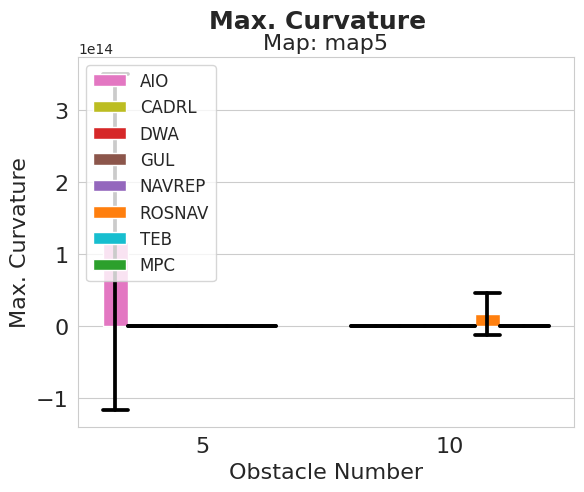 Max. Curvature
Map: map5
1e14
AIO
CADRL
DWA
GUL
NAVREP
ROSNAV
TEB
MPC
3
2
1
0
−1
Max. Curvature
5 10
Obstacle Number